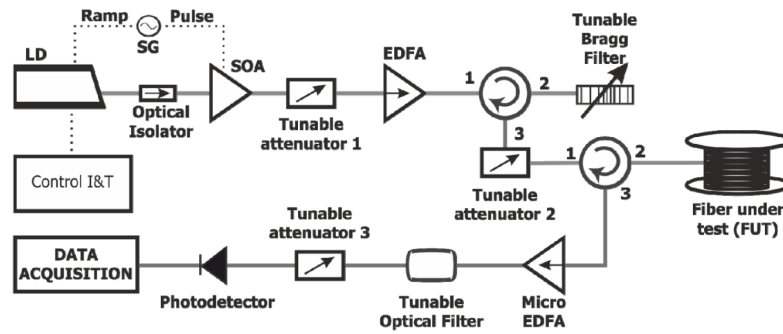 Ramp
Pulse
SG
LD
SOA
EDFA
Tunable
Bragg
Filter
1
2
3
Optical
Isolator
Tunable
attenuator 1
Control I&T
Tunable
attenuator 2
1
2
3
Fiber under
test (FUT)
Tunable
attenuator 3
DATA
ACQUISITION
Photodetector
Tunable
Optical Filter
Micro
EDFA